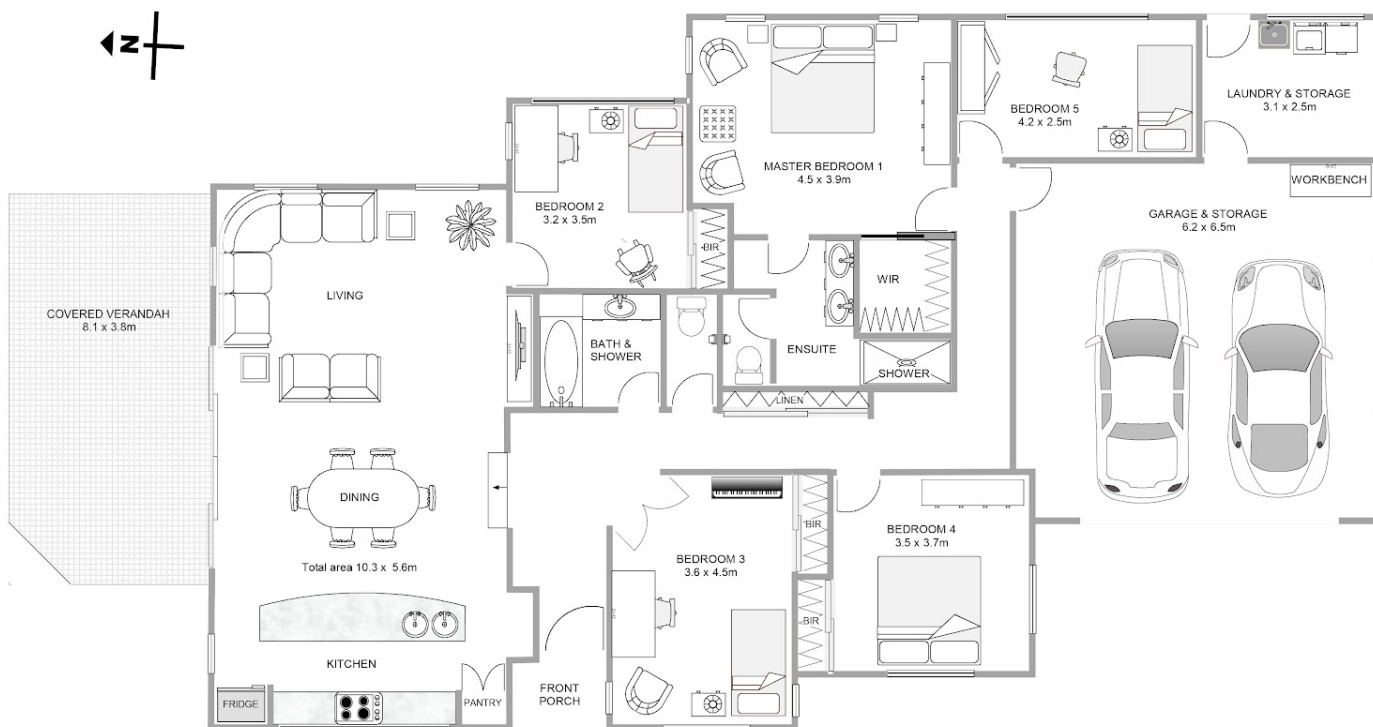 N
BEDROOM 5
4.2 x 2.5m
LAUNDRY & STORAGE
3.1 x 2.5m
MASTER BEDROOM 1
4.5 x 3.9m
WORKBENCH
BEDROOM 2
3.2 x 3.5m
GARAGE & STORAGE
6.2 x 6.5m
BIR
WIR
LIVING
COVERED VERANDAH
8.1 x 3.8m
BATH &
SHOWER
ENSUITE
SHOWER
LINEN
DINING
BIR
BEDROOM 4
3.5 x 3.7m
BEDROOM 3
3.6 x 4.5m
Total area 10.3 x 5.6m
BIR
KITCHEN
FRONT
PORCH
FRIDGE
PANTRY